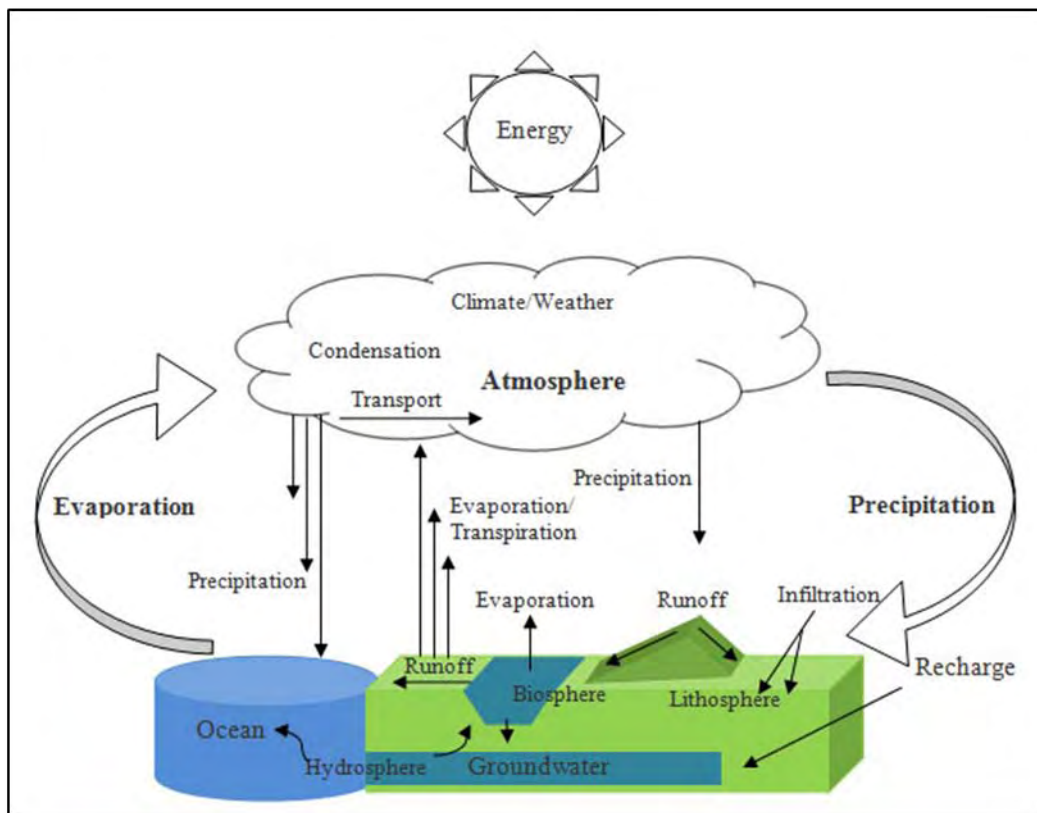 Energy
Climate/Weather
Condensation
Atmosphere
Transport
Evaporation
Precipitation
Evaporation/
Transpiration
Precipitation
Precipitation
Evaporation
Runoff
Infiltration
Runoff
Biosphere
Lithosphere
Recharge
Ocean
Hydrosphere
Groundwater